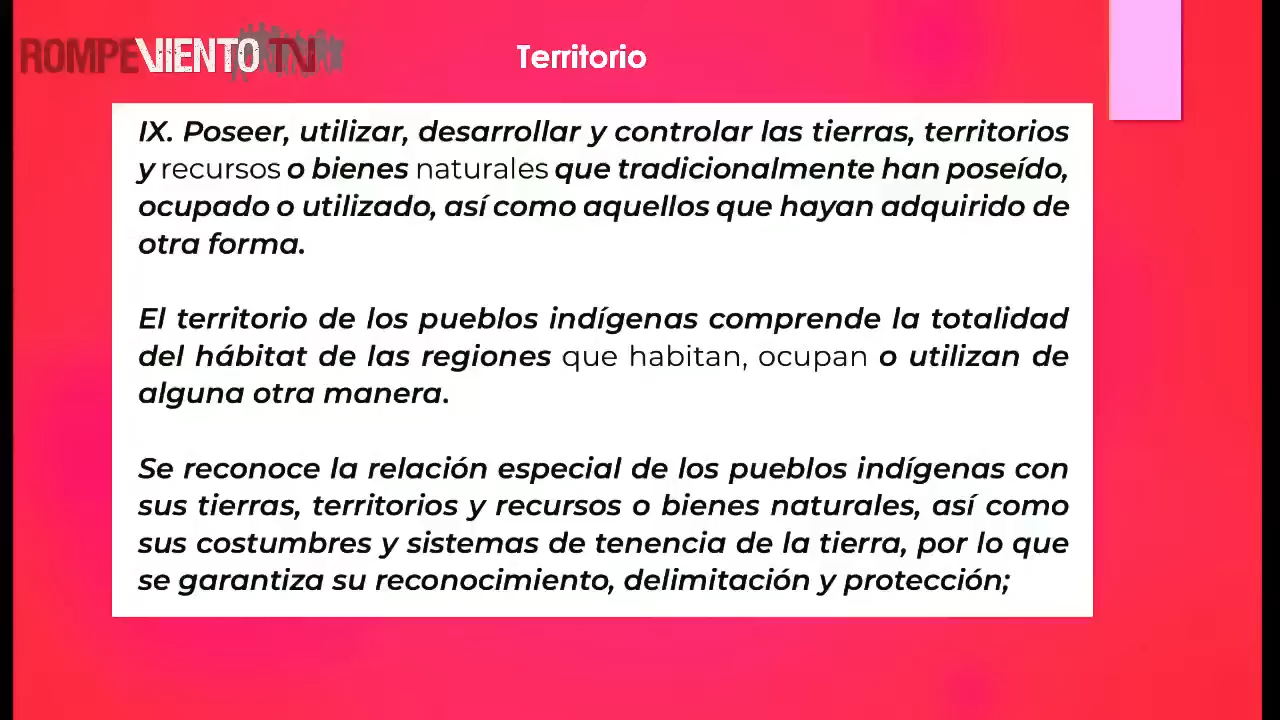 ROMPEVIENTO TV
Territorio
IX. Poseer, utilizar, desarrollar y controlar las tierras, territorios
y recursos o bienes naturales que tradicionalmente han poseído,
ocupado o utilizado, así como aquellos que hayan adquirido de
otra forma.
El territorio de los pueblos indígenas comprende la totalidad
del hábitat de las regiones que habitan, ocupan o utilizan de
alguna otra manera.
Se reconoce la relación especial de los pueblos indígenas con
sus tierras, territorios y recursos o bienes naturales, así como
sus costumbres y sistemas de tenencia de la tierra, por lo que
se garantiza su reconocimiento, delimitación y protección;